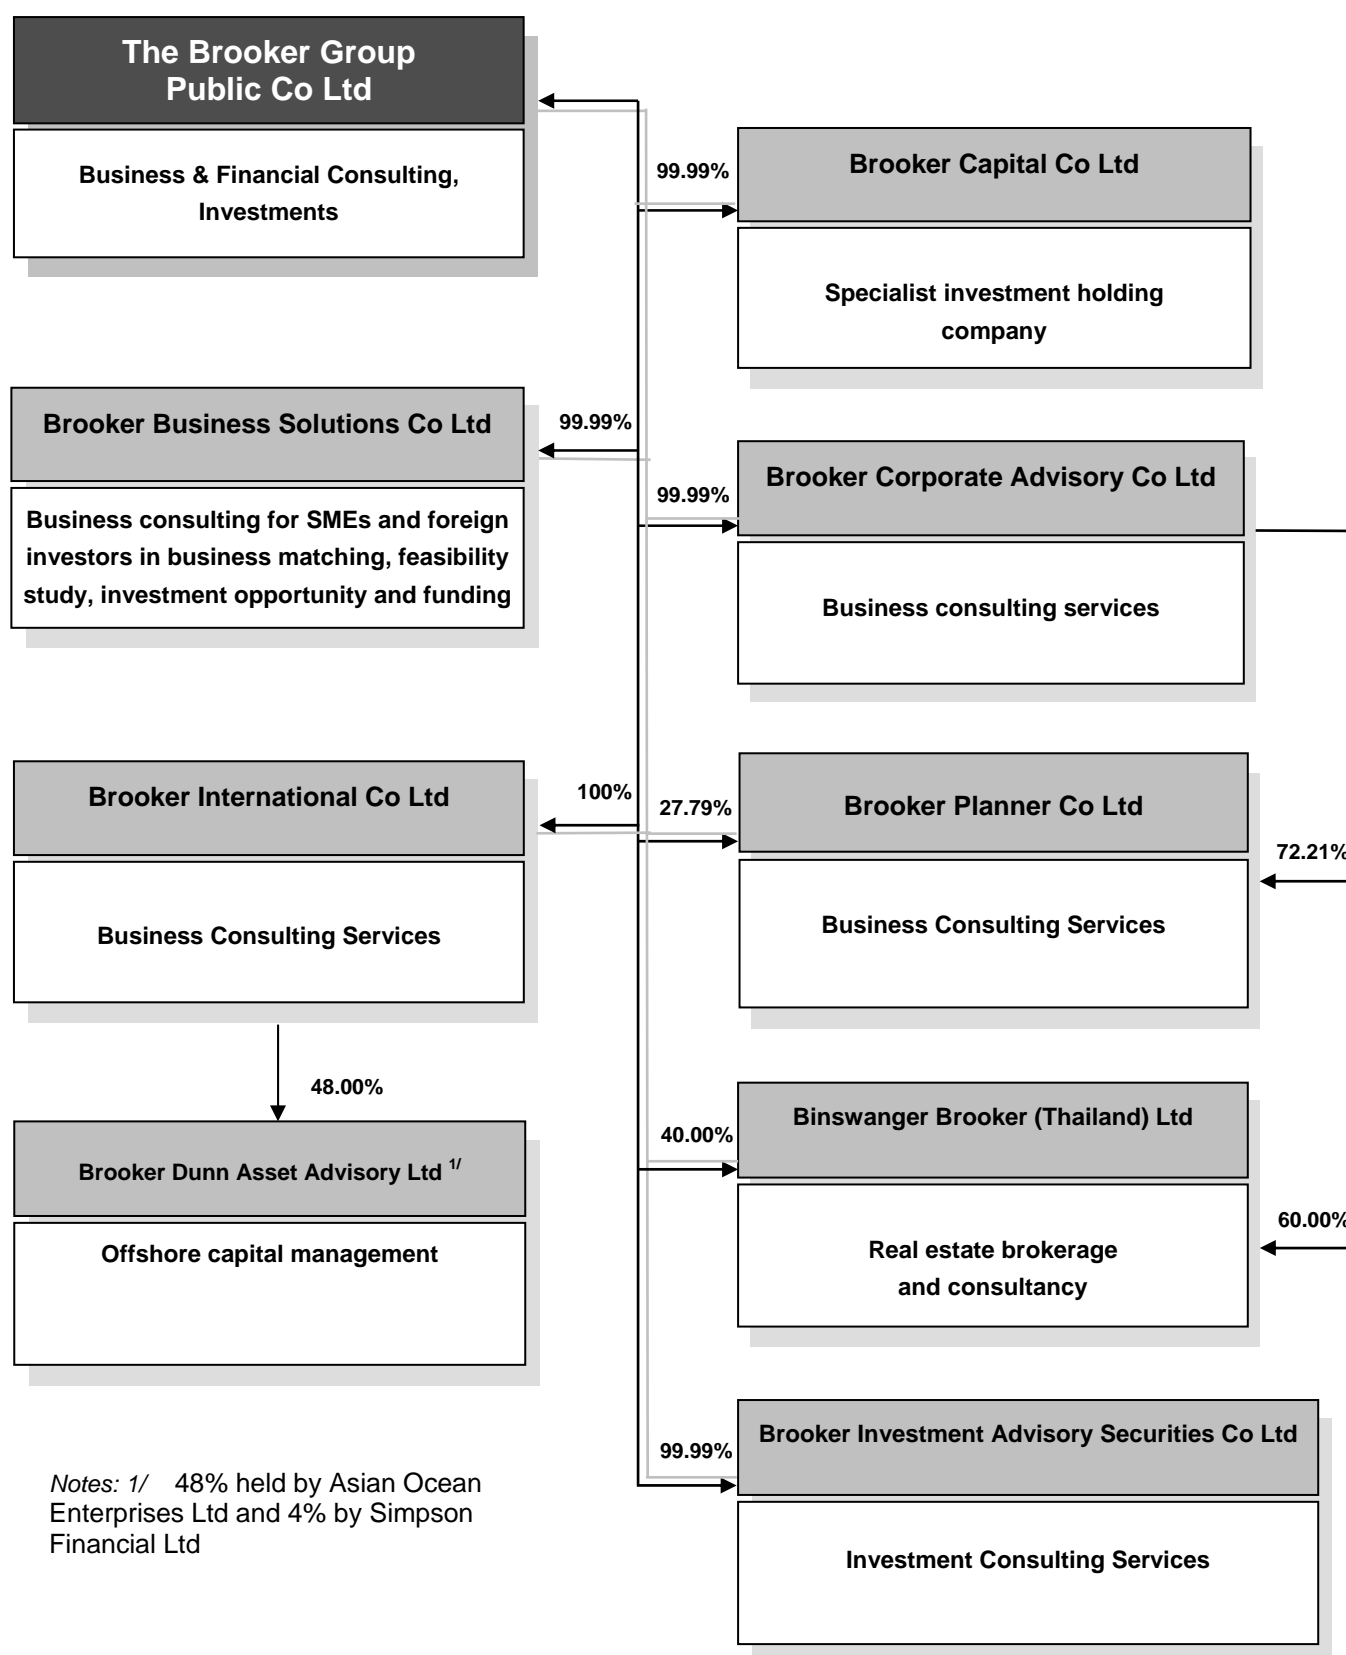 The Brooker Group
Public Co Ltd
Business & Financial Consulting,
Investments
99.99%
Brooker Capital Co Ltd
Specialist investment holding
company
Brooker Business Solutions Co Ltd
99.99%
Business consulting for SMEs and foreign
investors in business matching, feasibility
study, investment opportunity and funding
99.99%
Brooker Corporate Advisory Co Ltd
Business consulting services
Brooker International Co Ltd
100%
Business Consulting Services
27.79%
Brooker Planner Co Ltd
72.21%
Business Consulting Services
48.00%
Brooker Dunn Asset Advisory Ltd 1/
Offshore capital management
40.00%
Binswanger Brooker (Thailand) Ltd
60.00%
Real estate brokerage
and consultancy
99.99%
Brooker Investment Advisory Securities Co Ltd
Investment Consulting Services
Notes: 1/ 48% held by Asian Ocean
Enterprises Ltd and 4% by Simpson
Financial Ltd